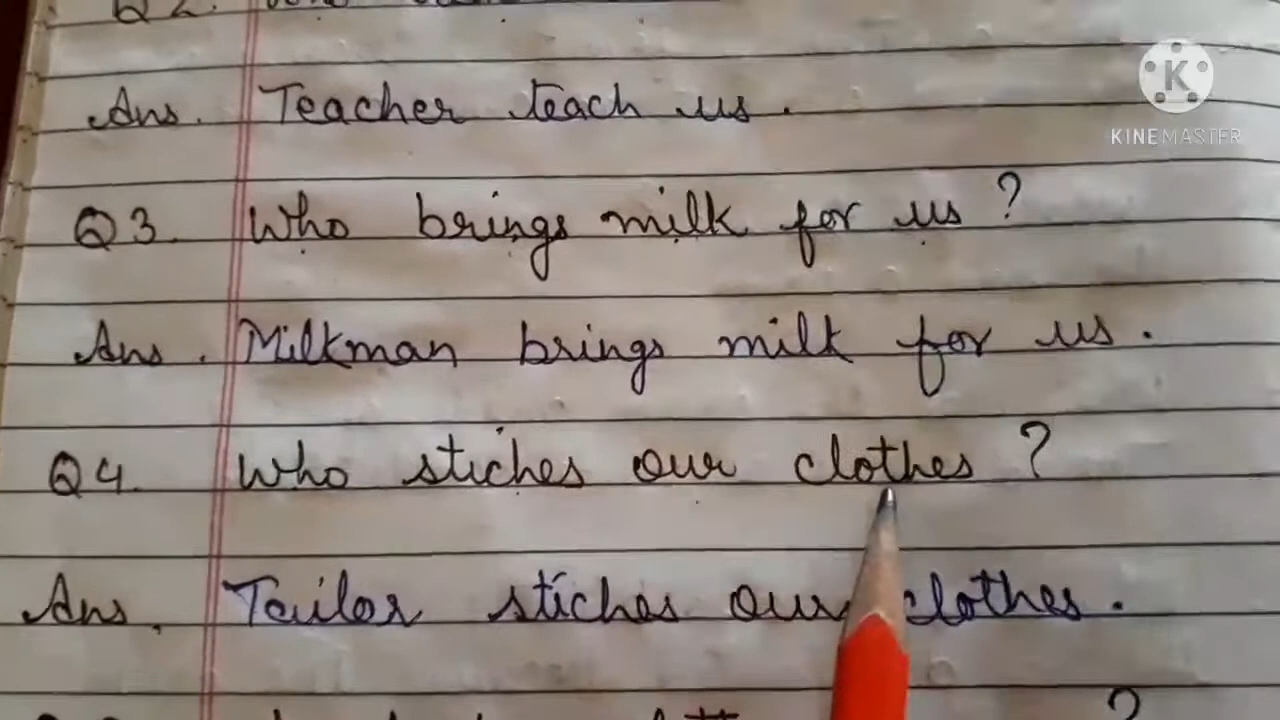 Ans. Teacher teach us.
KINEMASTER
Q3. Who brings milk for us ?
Ans. Milkman brings milk for us.
Q4. Who stiches our clothes ?
Ans. Tailor stiches our clothes.